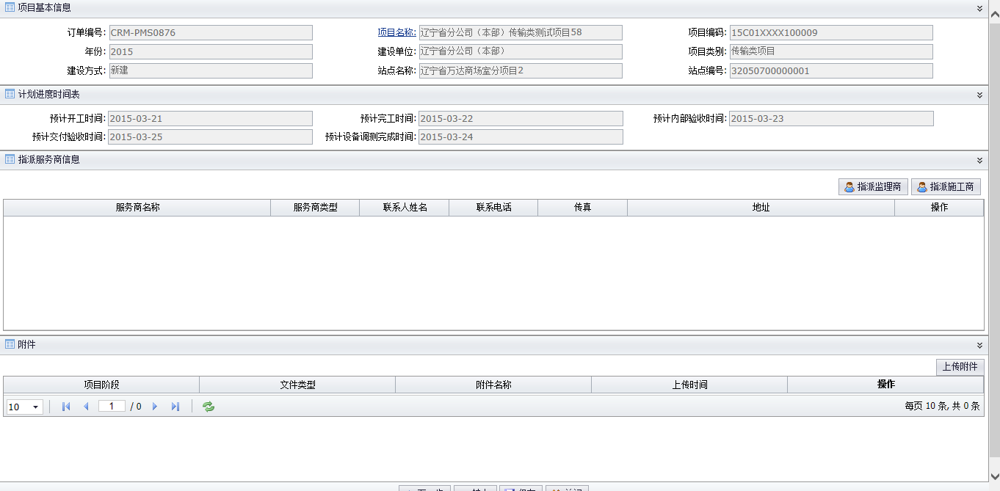 项目基本信息
订单编号: CRM-PMS0876 项目名称: 辽宁省分公司（本部）传输类测试项目58 项目编码: 15C01XXXX100009
年份: 2015 建设单位: 辽宁省分公司（本部） 项目类别: 传输类项目
建设方式: 新建 站点名称: 辽宁省万达商场室分项目2 站点编号: 32050700000001
计划进度时间表
预计开工时间: 2015-03-21 预计完工时间: 2015-03-22 预计内部验收时间: 2015-03-23
预计交付验收时间: 2015-03-25 预计设备调测完成时间: 2015-03-24
指派服务商信息
指派监理商 指派施工商
服务商名称 服务商类型 联系人姓名 联系电话 传真 地址 操作
附件
上传附件
项目阶段 文件类型 附件名称 上传时间 操作
10 1 / 0 每页 10 条, 共 0 条